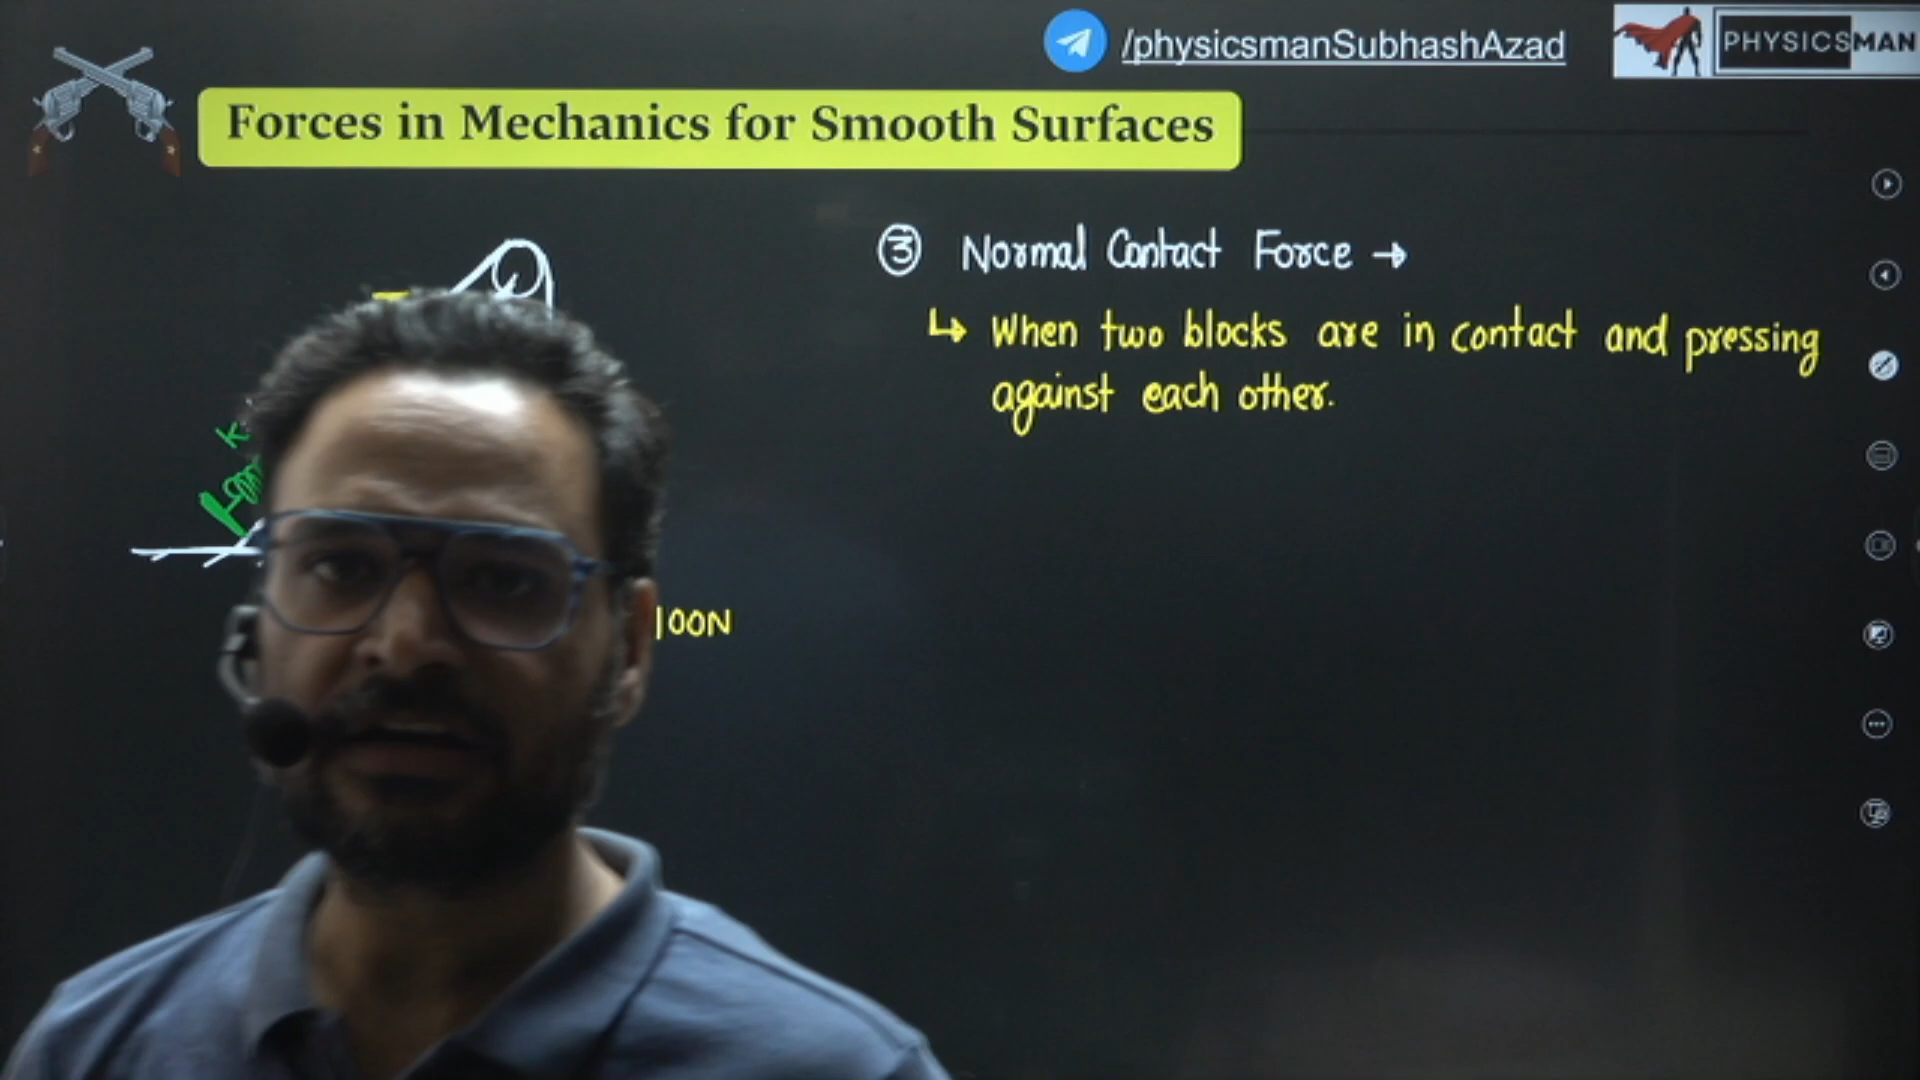 /physicsmanSubhashAzad
PHYSICSMAN
Forces in Mechanics for Smooth Surfaces
③ Normal Contact Force →
↳ When two blocks are in contact and pressing
against each other.
k
100N